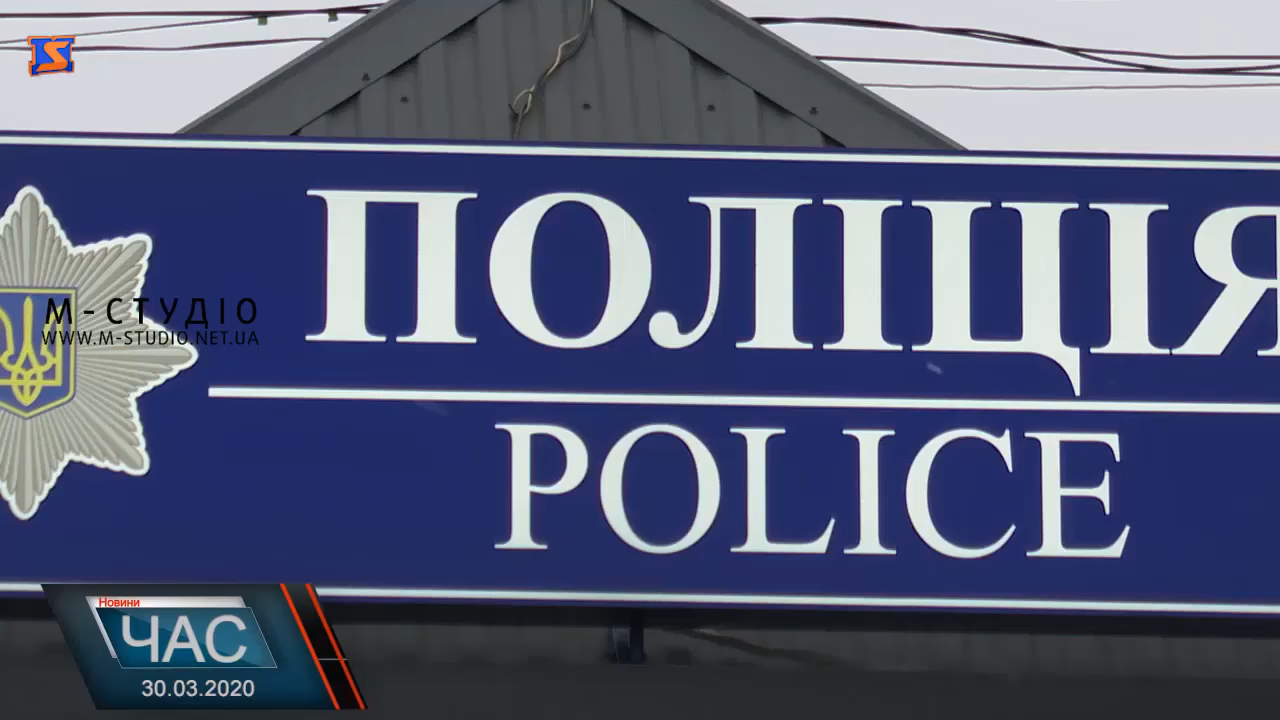 ПОЛІЦІЯ
М-СТУДІО
WWW.M-STUDIO.NET.UA
POLICE
Новини
ЧАС
30.03.2020